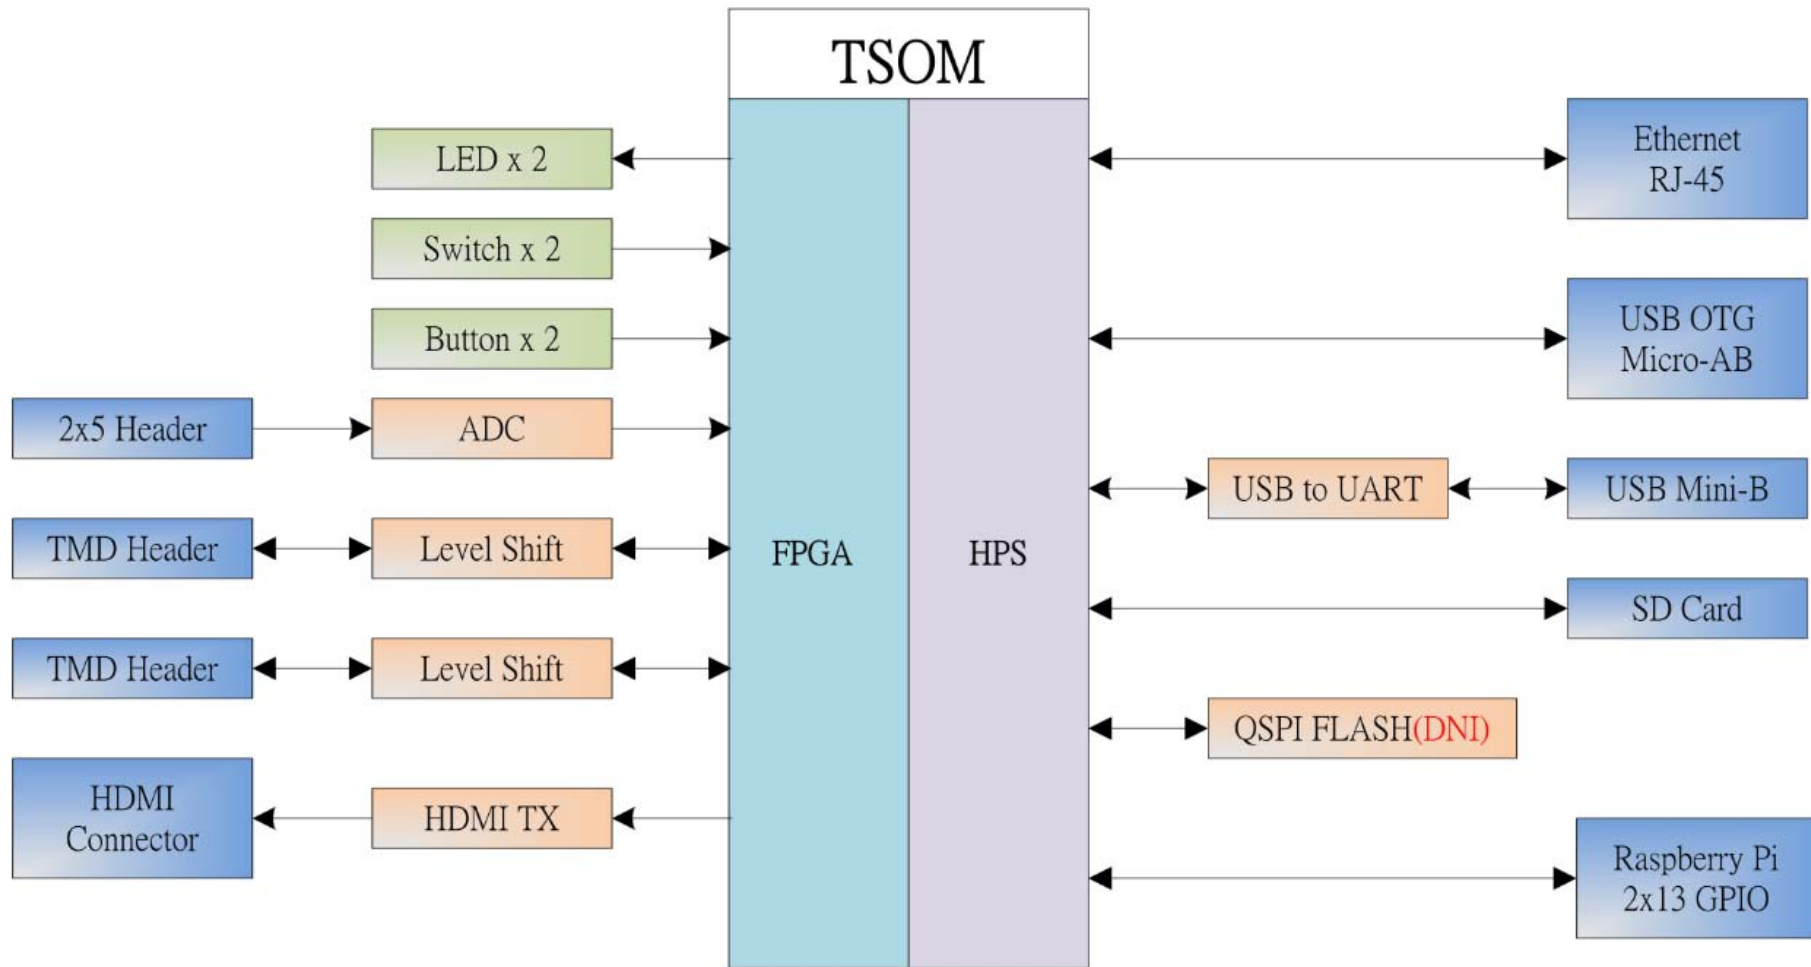 TSOM
LED x 2
Switch x 2
Button x 2
2x5 Header
ADC
TMD Header
Level Shift
TMD Header
Level Shift
HDMI
Connector
HDMI TX
FPGA
HPS
Ethernet
RJ-45
USB OTG
Micro-AB
USB to UART
USB Mini-B
SD Card
QSPI FLASH(DNI)
Raspberry Pi
2x13 GPIO